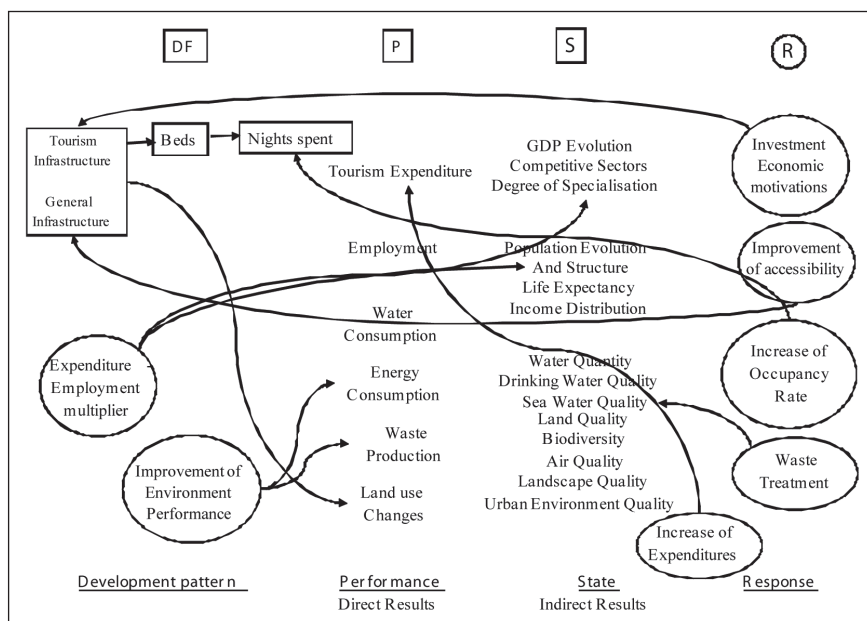 DF
P
S
R
Tourism
Infrastructure
General
Infrastructure
Beds
Nights spent
Tourism Expenditure
GDP Evolution
Competitive Sectors
Degree of Specialisation
Investment
Economic
motivations
Employment
Population Evolution
And Structure
Life Expectancy
Income Distribution
Improvement
of accessibility
Water
Consumption
Expenditure
Employment
multiplier
Energy
Consumption
Water Quantity
Drinking Water Quality
Sea Water Quality
Land Quality
Biodiversity
Air Quality
Landscape Quality
Urban Environment Quality
Increase of
Occupancy
Rate
Waste
Production
Improvement of
Environment
Performance
Land use
Changes
Waste
Treatment
Increase of
Expenditures
Development pattern
Performance
Direct Results
State
Indirect Results
Response